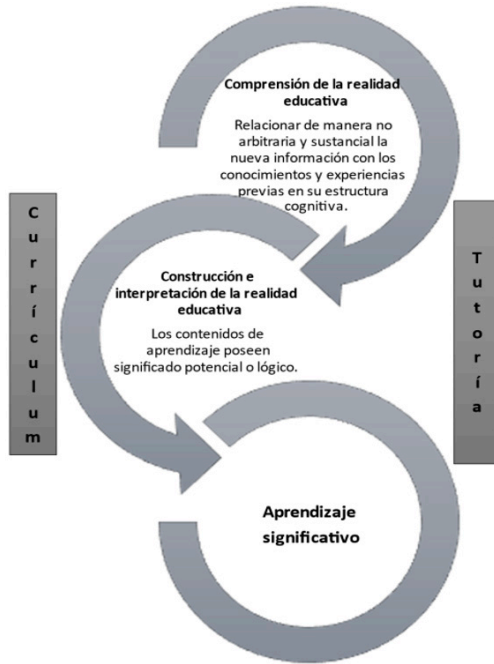 Comprensión de la realidad
educativa
Relacionar de manera no
arbitraria y sustancial la
nueva información con los
conocimientos y experiencias
previas en su estructura
cognitiva.
Currículum
Construcción e
interpretación de la realidad
educativa
Los contenidos de
aprendizaje poseen
significado potencial o lógico.
Tutoría
Aprendizaje
significativo